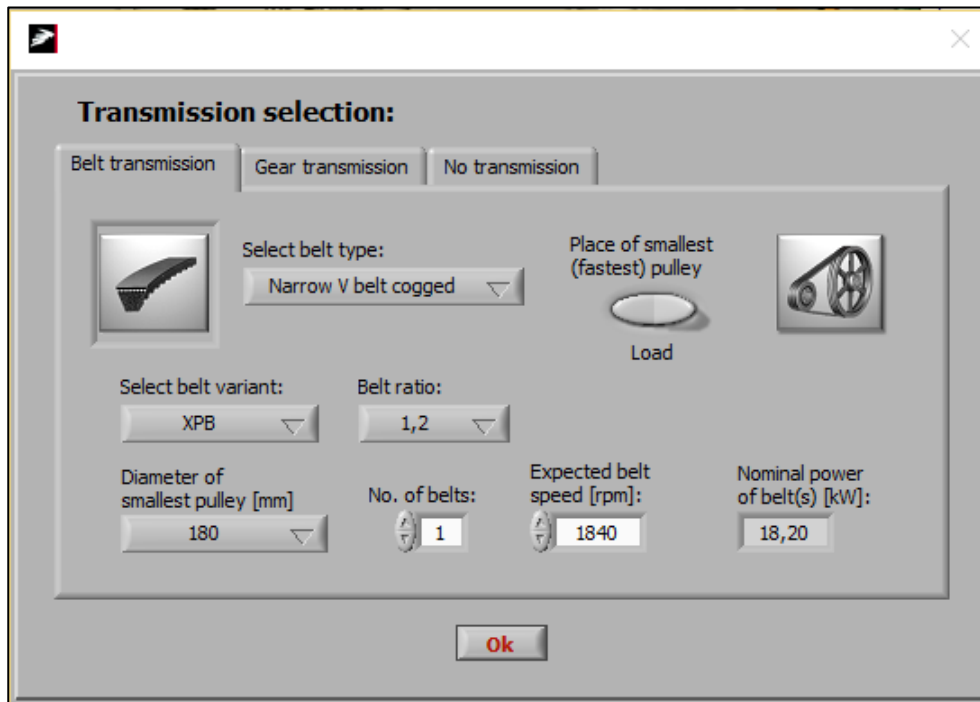 Transmission selection:
Belt transmission
Gear transmission
No transmission
Select belt type:
Narrow V belt cogged
Place of smallest
(fastest) pulley
Load
Select belt variant:
XPB
Belt ratio:
1,2
Diameter of
smallest pulley [mm]
180
No. of belts:
1
Expected belt
speed [rpm]:
1840
Nominal power
of belt(s) [kW]:
18,20
Ok